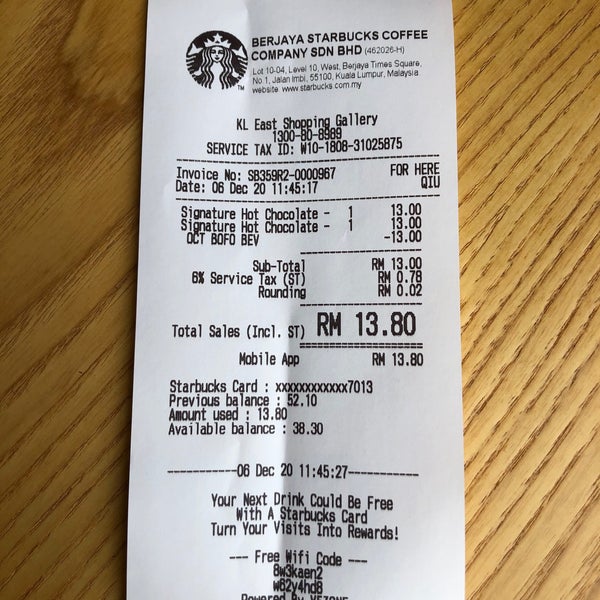 BERJAYA STARBUCKS COFFEE
COMPANY SDN BHD (462026-H)
Lot 10-04, Level 10, West, Berjaya Times Square,
No.1, Jalan Imbi, 55100, Kuala Lumpur, Malaysia
website: www.starbucks.com.my
TM
KL East Shopping Gallery
1300-80-8989
SERVICE TAX ID: W10-1808-31025875
Invoice No: SB359R2-0000967 FOR HERE
Date: 06 Dec 20 11:45:17 QIU
Signature Hot Chocolate - 1 13.00
Signature Hot Chocolate - 1 13.00
OCT BOFO BEV -13.00
Sub-Total RM 13.00
6% Service Tax (ST) RM 0.78
Rounding RM 0.02
Total Sales (Incl. ST) RM 13.80
Mobile App RM 13.80
Starbucks Card : xxxxxxxxxxxx7013
Previous balance : 52.10
Amount used : 13.80
Available balance : 38.30
-----------06 Dec 20 11:45:27-----------
Your Next Drink Could Be Free
With A Starbucks Card
Turn Your Visits Into Rewards!
--- Free Wifi Code ---
8w3kaen2
w62y4hd8
Powered By